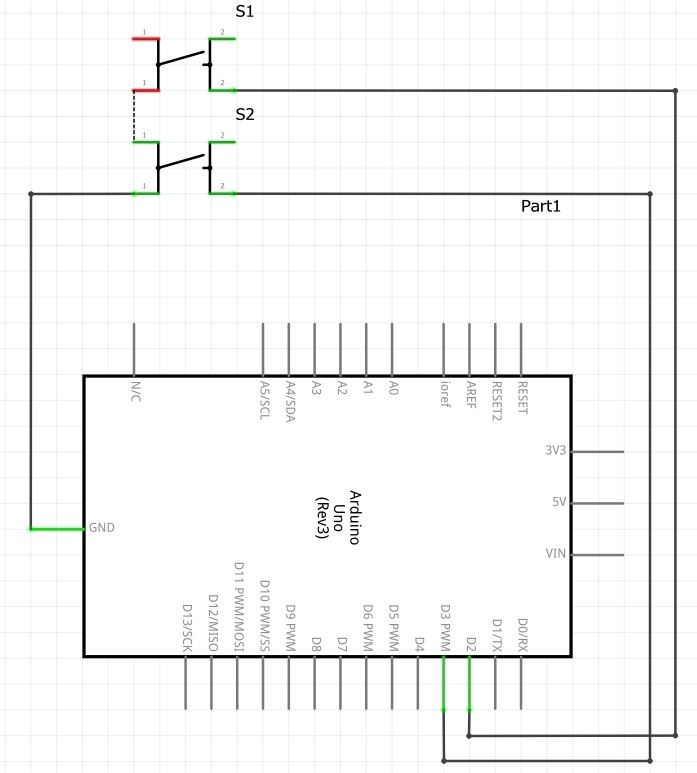 S1
1
2
1
2
S2
1
2
1
2
Part1
N/C
A5/SCL
A4/SDA
A3
A2
A1
A0
ioref
AREF
RESET2
RESET
3V3
5V
VIN
GND
Arduino
Uno
(Rev3)
D13/SCK
D12/MISO
D11 PWM/MOSI
D10 PWM/SS
D9 PWM
D8
D7
D6 PWM
D5 PWM
D4
D3 PWM
D2
D1/TX
D0/RX